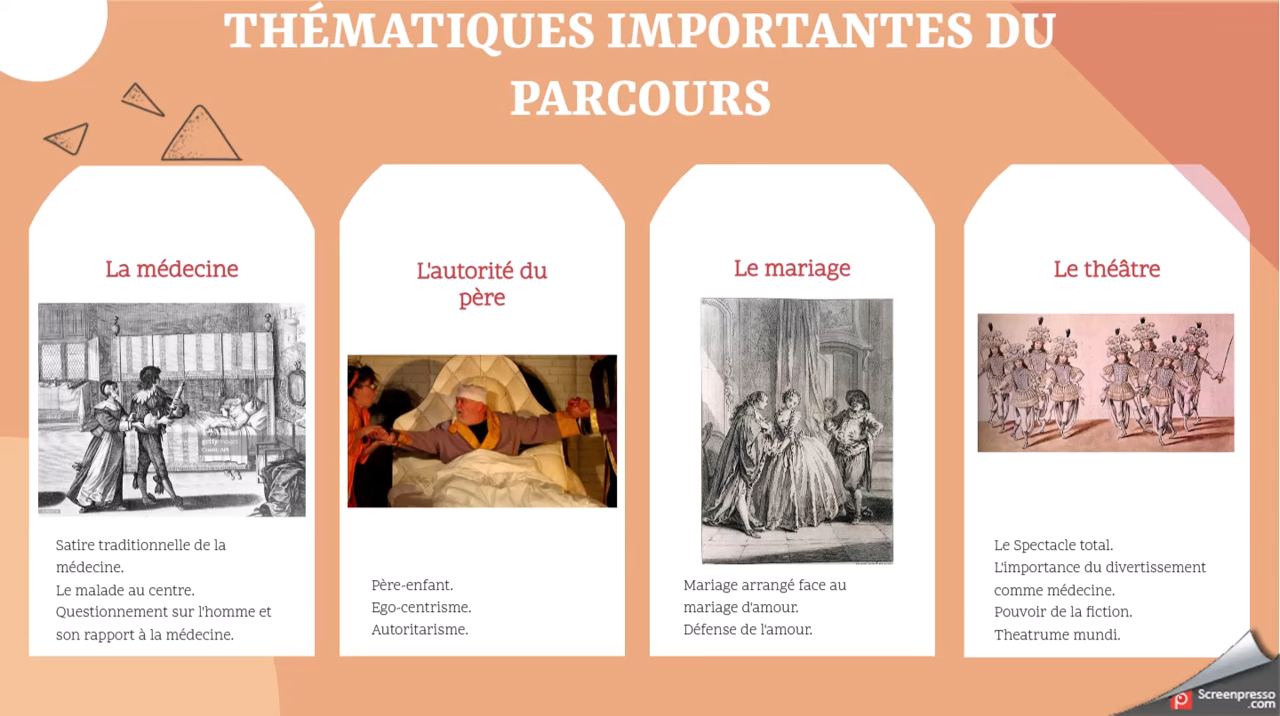 THÉMATIQUES IMPORTANTES DU
PARCOURS
La médecine
Satire traditionnelle de la
médecine.
Le malade au centre.
Questionnement sur l'homme et
son rapport à la médecine.
L'autorité du
père
Père-enfant.
Ego-centrisme.
Autoritarisme.
Le mariage
Mariage arrangé face au
mariage d'amour.
Défense de l'amour.
Le théâtre
Le Spectacle total.
L'importance du divertissement
comme médecine.
Pouvoir de la fiction.
Theatrume mundi.
Screenpresso
.com